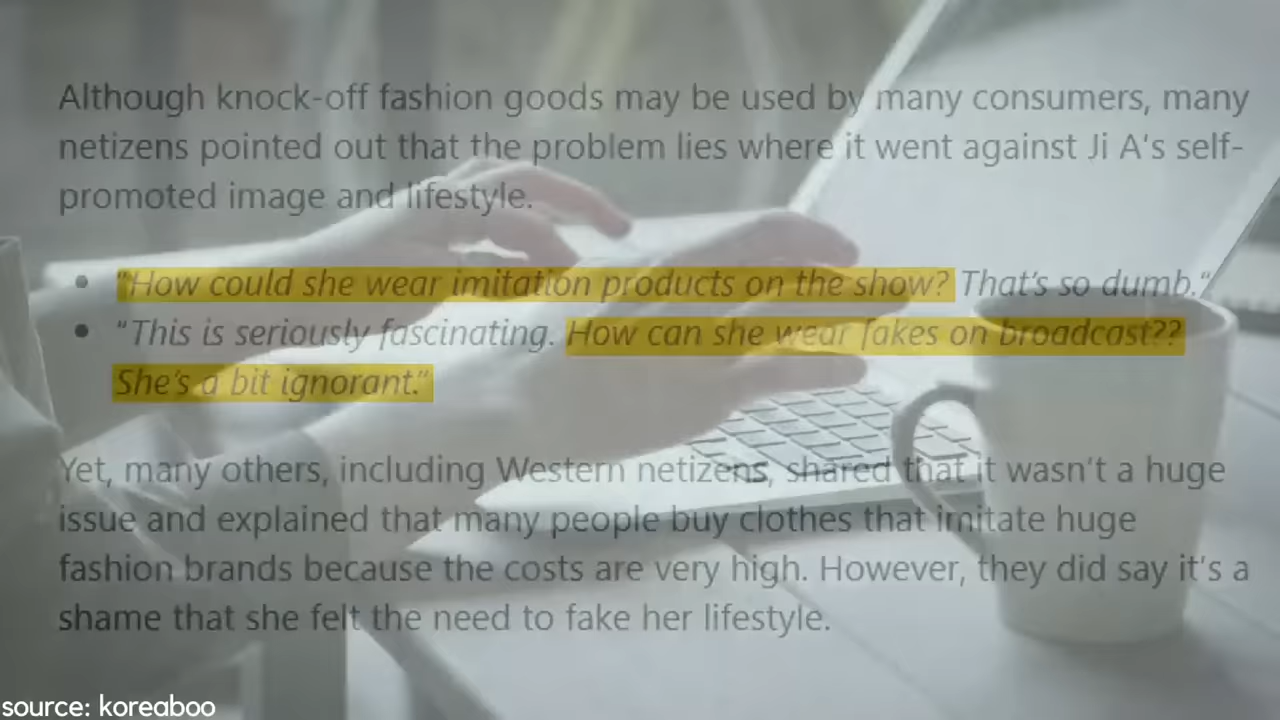 Although knock-off fashion goods may be used by many consumers, many
netizens pointed out that the problem lies where it went against Ji A's self-
promoted image and lifestyle.
• "How could she wear imitation products on the show? That's so dumb."
• "This is seriously fascinating. How can she wear fakes on broadcast??
She's a bit ignorant."
Yet, many others, including Western netizens, shared that it wasn't a huge
issue and explained that many people buy clothes that imitate huge
fashion brands because the costs are very high. However, they did say it's a
shame that she felt the need to fake her lifestyle.
source: koreaboo